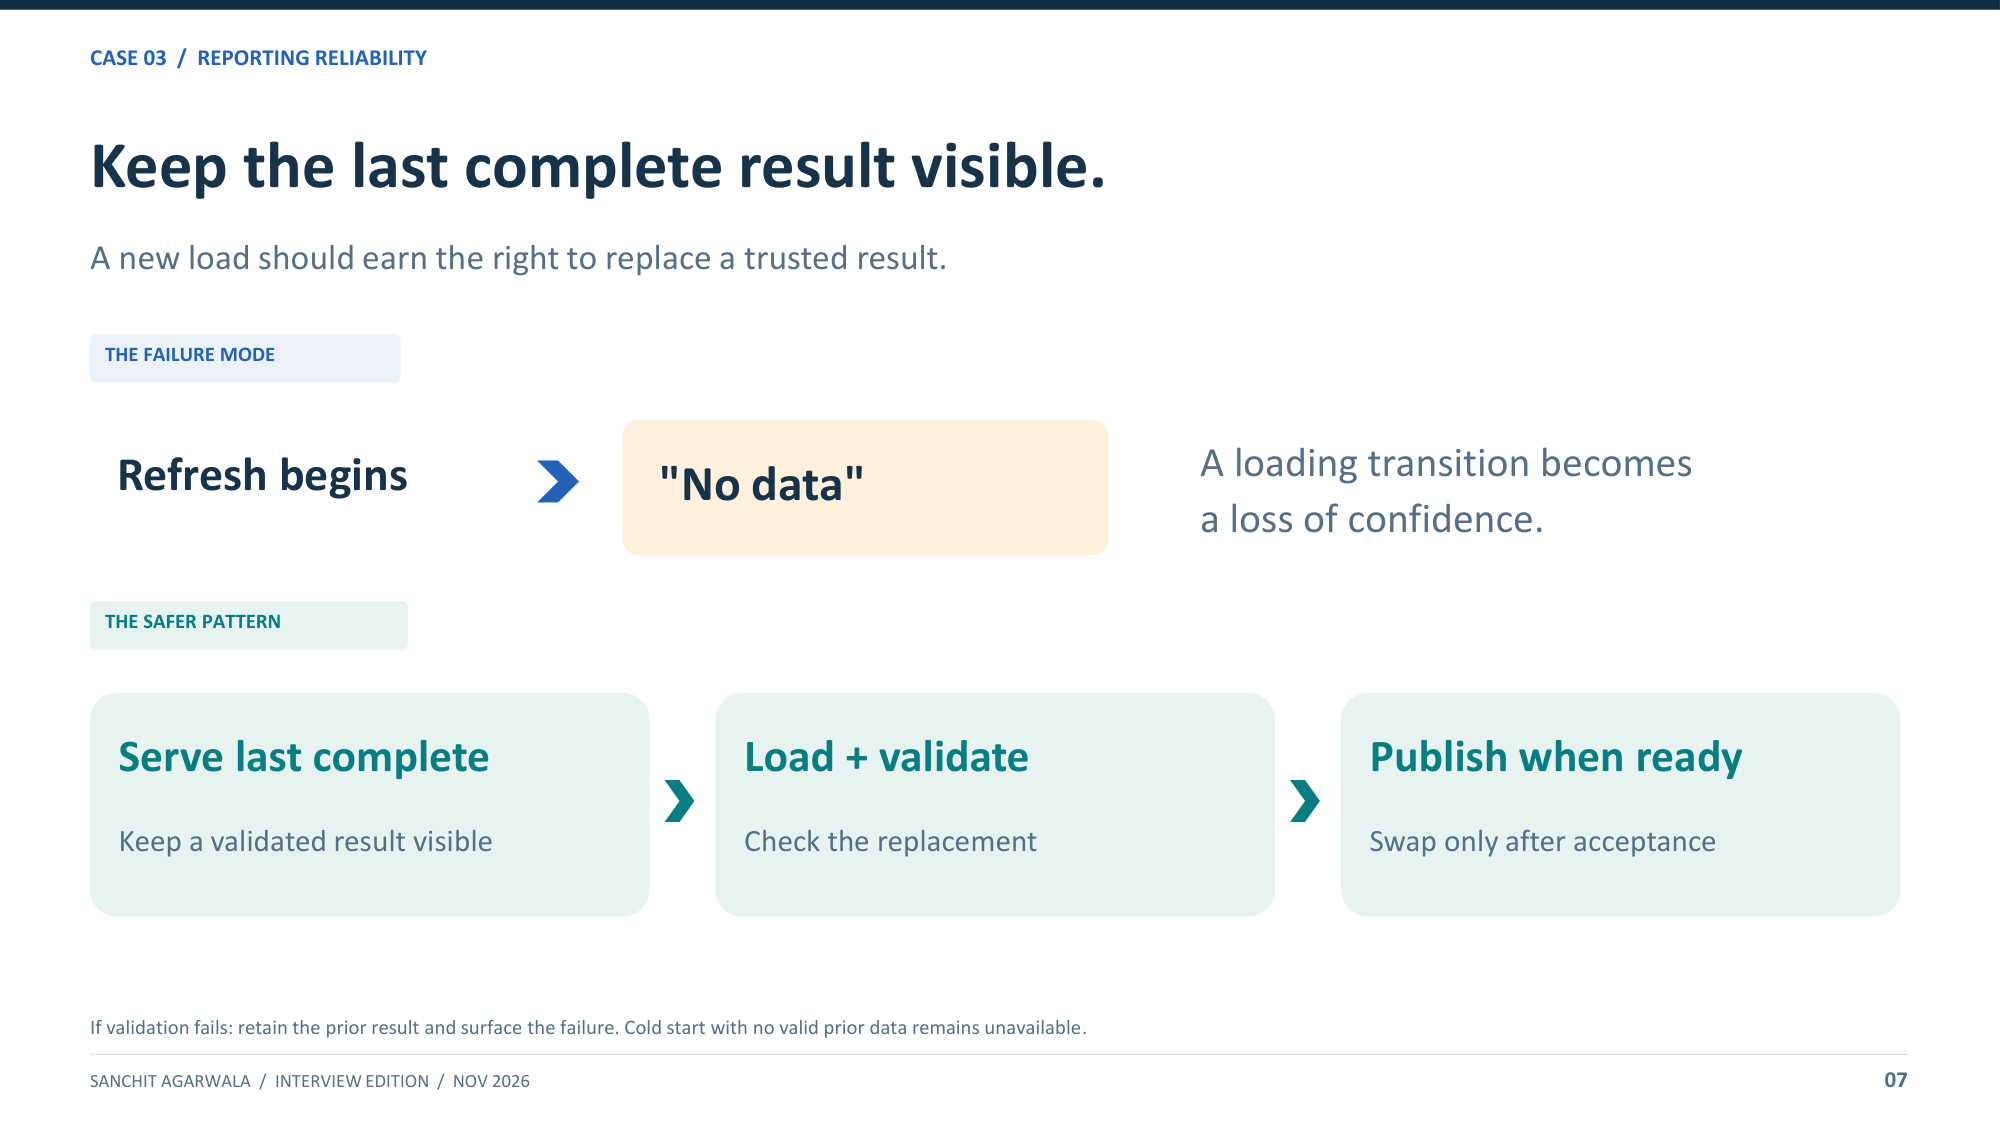 CASE 03 / REPORTING RELIABILITY
Keep the last complete result visible.
A new load should earn the right to replace a trusted result.
THE FAILURE MODE
Refresh begins
"No data"
A loading transition becomes
a loss of confidence.
THE SAFER PATTERN
Serve last complete
Keep a validated result visible
Load + validate
Check the replacement
Publish when ready
Swap only after acceptance
If validation fails: retain the prior result and surface the failure. Cold start with no valid prior data remains unavailable.
SANCHIT AGARWALA / INTERVIEW EDITION / NOV 2026
07